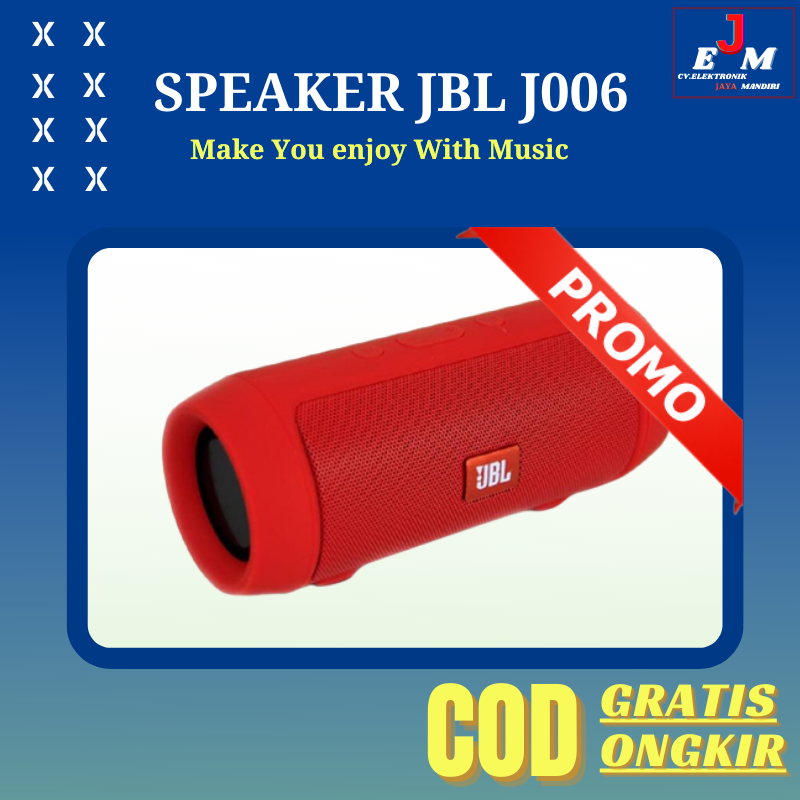 SPEAKER JBL J006
Make You enjoy With Music
EJM
CV.ELEKTRONIK
JAYA MANDIRI
PROMO
JBL
COD
GRATIS
ONGKIR